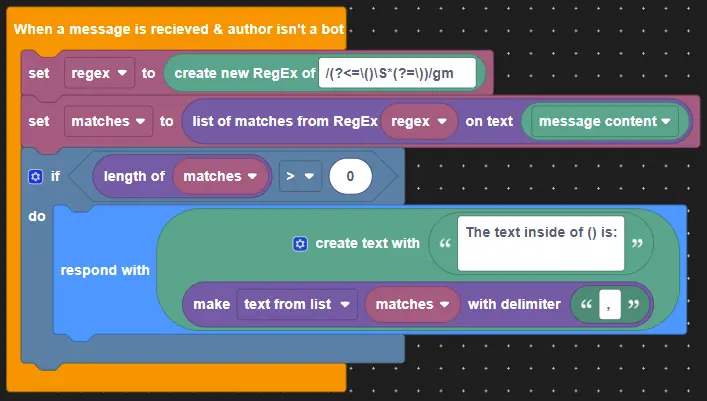 When a message is recieved & author isn't a bot
set regex to create new RegEx of /(?<=\()\S*(?=\))/gm
set matches to list of matches from RegEx regex on text message content
if length of matches > 0
do
create text with “ The text inside of () is: ”
respond with
make text from list matches with delimiter “ , ”